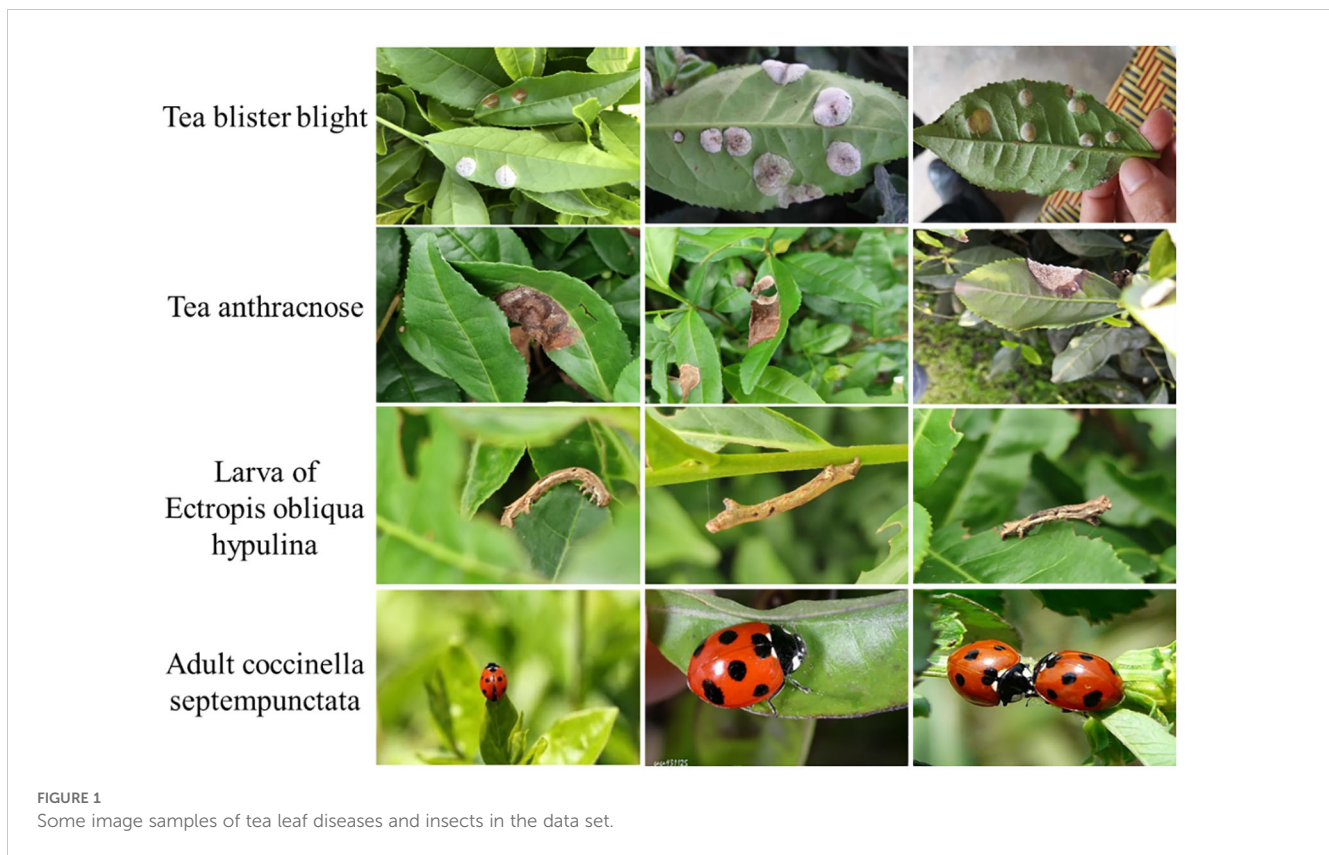 Tea blister blight
Tea anthracnose
Larva of
Ectropis obliqua
hypulina
Adult coccinella
septempunctata
FIGURE 1
Some image samples of tea leaf diseases and insects in the data set.